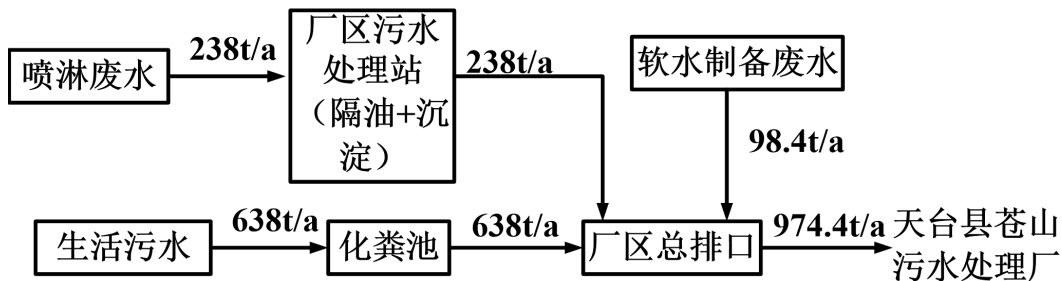 喷淋废水
238t/a
厂区污水
处理站
（隔油+沉
淀）
238t/a
软水制备废水
98.4t/a
生活污水
638t/a
化粪池
638t/a
厂区总排口
974.4t/a
天台县苍山
污水处理厂